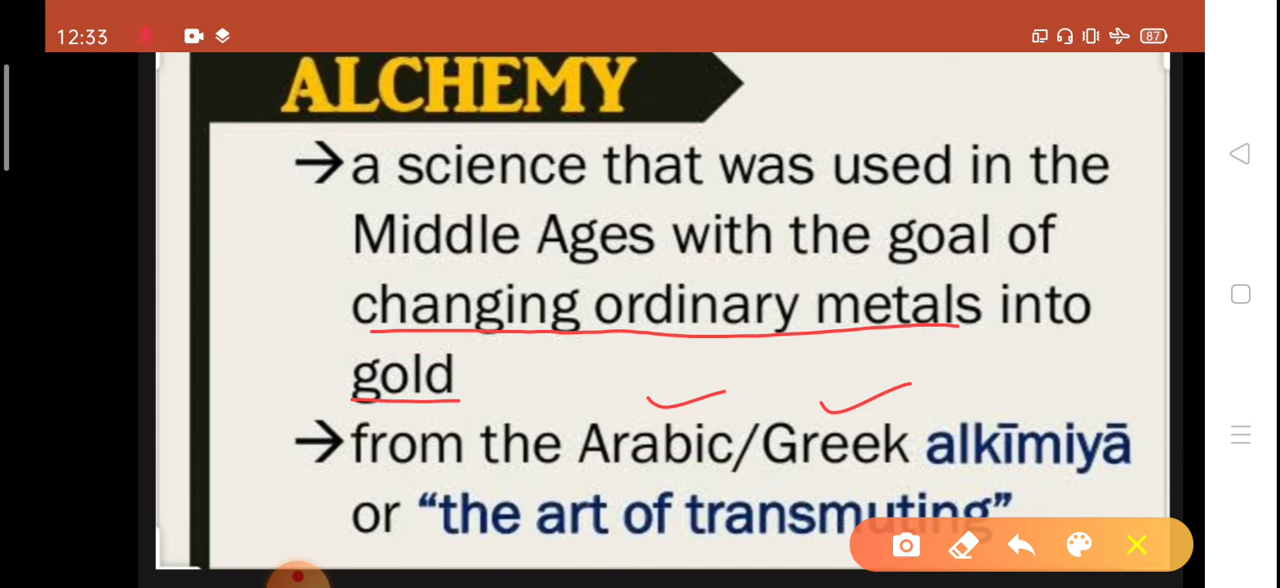 12:33
87
ALCHEMY
→a science that was used in the
Middle Ages with the goal of
changing ordinary metals into
gold
→from the Arabic/Greek alkīmiyā
or “the art of transmuting”